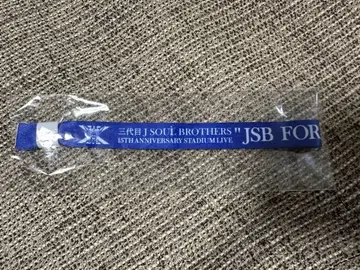 三代目 J SOUL BROTHERS
15TH ANNIVERSARY STADIUM LIVE
"JSB FOR